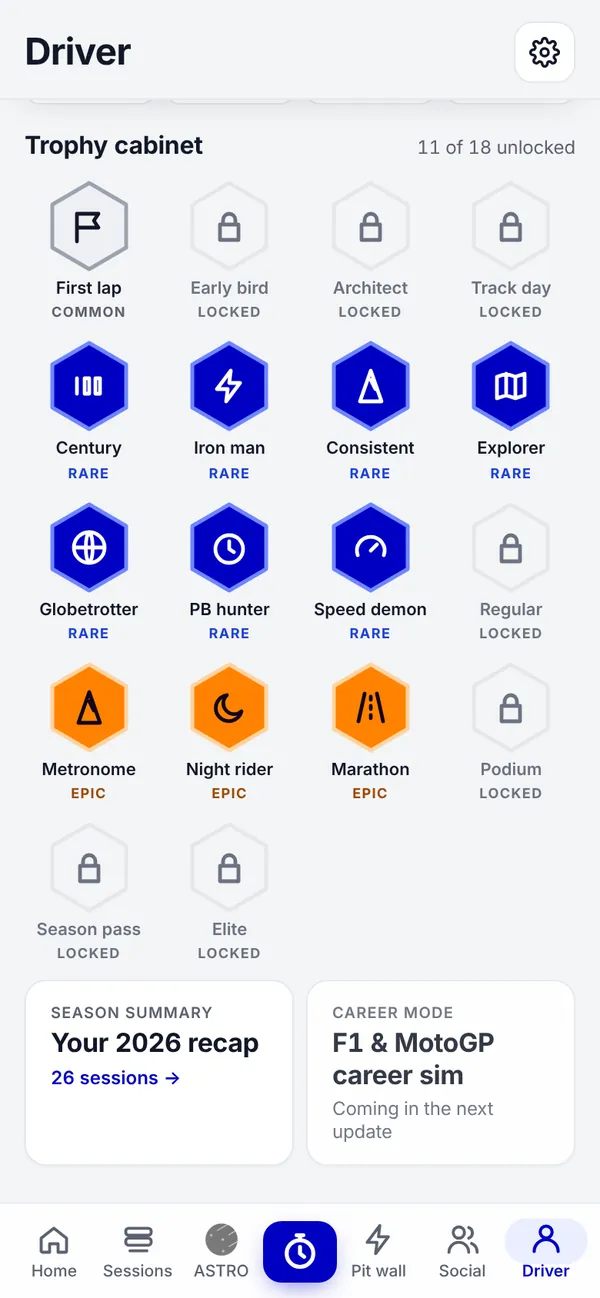 Driver
Trophy cabinet
11 of 18 unlocked
First lap
COMMON
Early bird
LOCKED
Architect
LOCKED
Track day
LOCKED
100
Century
RARE
Iron man
RARE
Consistent
RARE
Explorer
RARE
Globetrotter
RARE
PB hunter
RARE
Speed demon
RARE
Regular
LOCKED
Metronome
EPIC
Night rider
EPIC
Marathon
EPIC
Podium
LOCKED
Season pass
LOCKED
Elite
LOCKED
SEASON SUMMARY
Your 2026 recap
26 sessions →
CAREER MODE
F1 & MotoGP
career sim
Coming in the next
update
Home
Sessions
ASTRO
Pit wall
Social
Driver